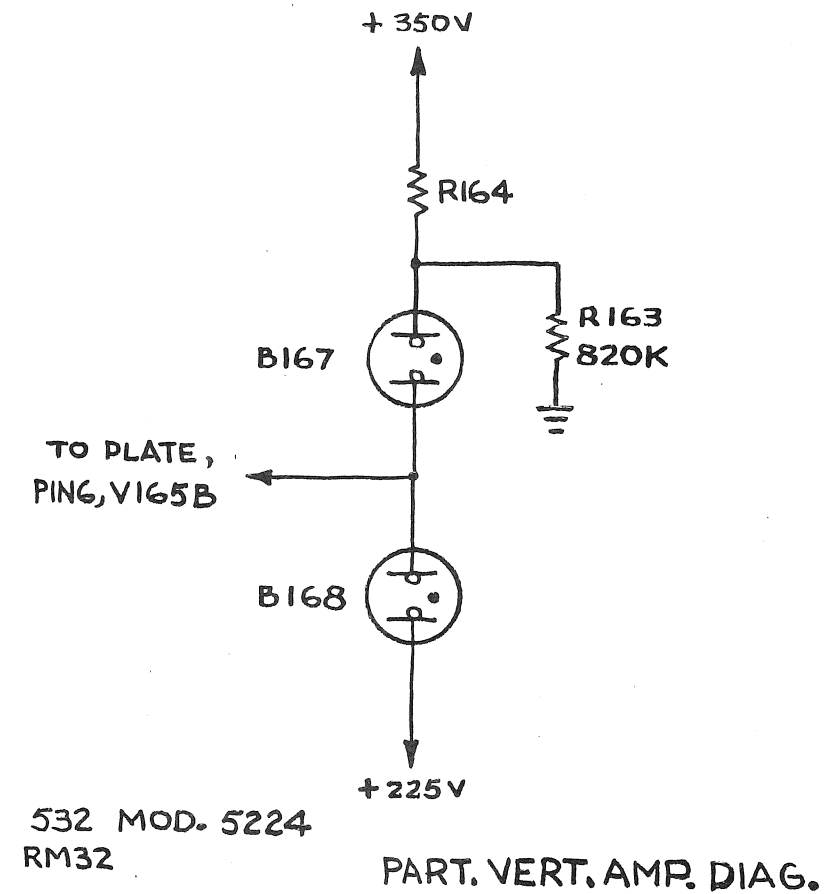 + 350V
R164
R163
820K
B167
TO PLATE,
PIN6, V165B
B168
+225V
532 MOD. 5224
RM32
PART. VERT. AMP. DIAG.